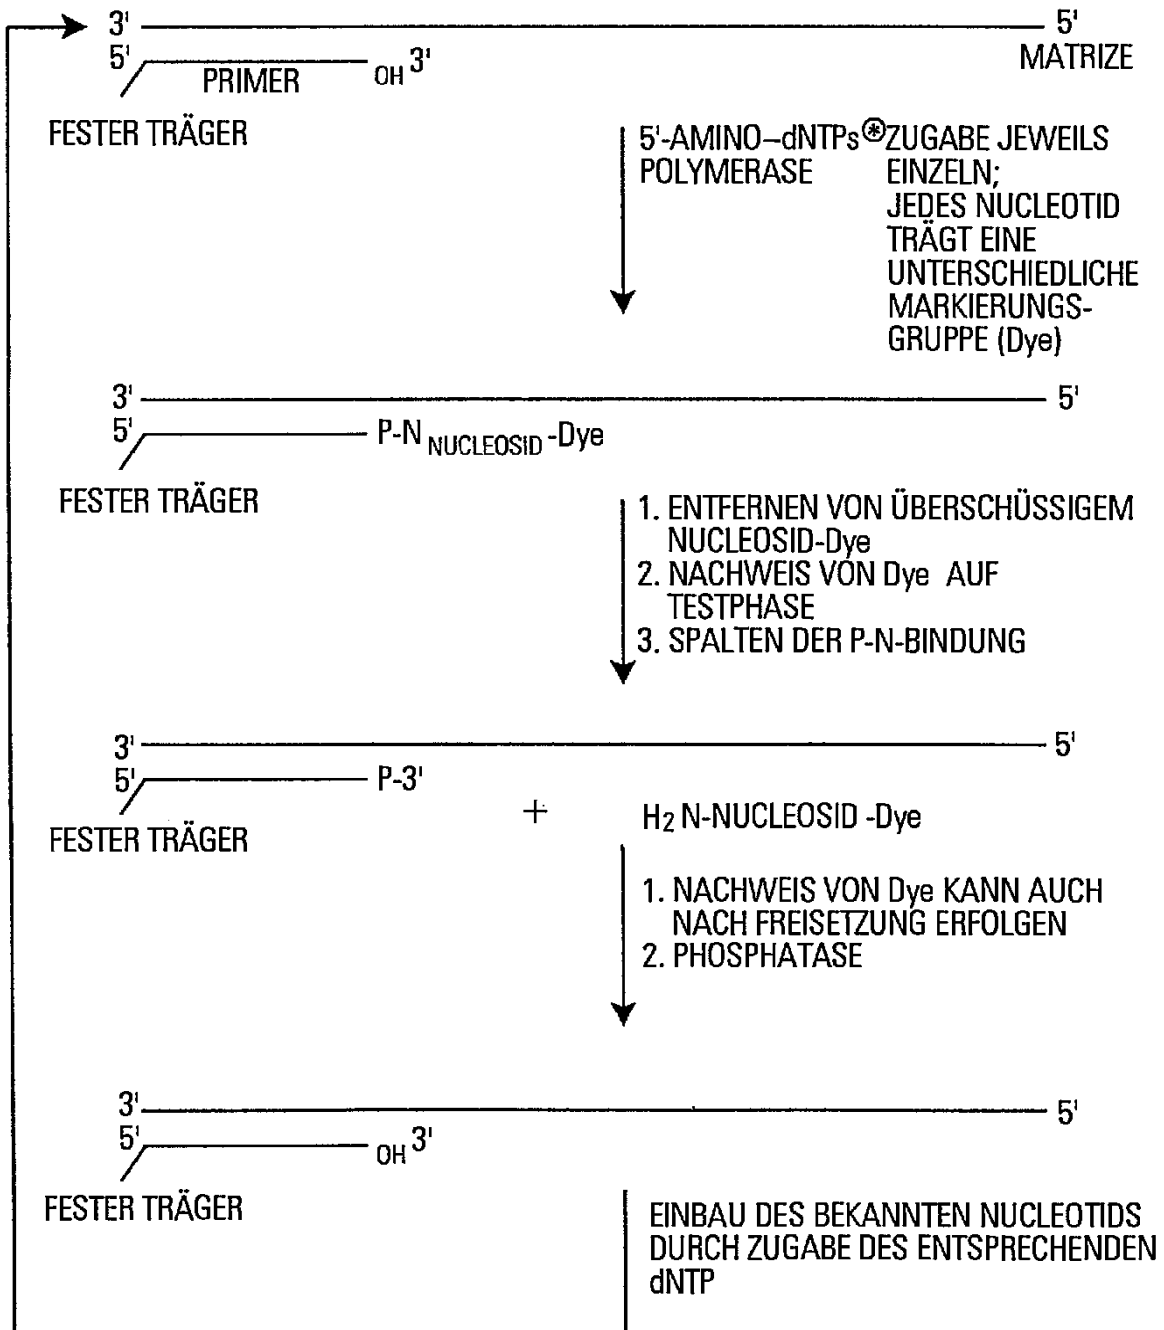 3' 5'
5' PRIMER OH 3' MATRIZE
FESTER TRÄGER
5'-AMINO–dNTPs⊛ ZUGABE JEWEILS
POLYMERASE EINZELN;
JEDES NUCLEOTID
TRÄGT EINE
UNTERSCHIEDLICHE
MARKIERUNGS-
GRUPPE (Dye)
3' 5'
5' P-N NUCLEOSID -Dye
FESTER TRÄGER
1. ENTFERNEN VON ÜBERSCHÜSSIGEM
NUCLEOSID-Dye
2. NACHWEIS VON Dye AUF
TESTPHASE
3. SPALTEN DER P-N-BINDUNG
3' 5'
5' P-3'
FESTER TRÄGER
+ H2 N-NUCLEOSID -Dye
1. NACHWEIS VON Dye KANN AUCH
NACH FREISETZUNG ERFOLGEN
2. PHOSPHATASE
3' 5'
5' OH 3'
FESTER TRÄGER
EINBAU DES BEKANNTEN NUCLEOTIDS
DURCH ZUGABE DES ENTSPRECHENDEN
dNTP